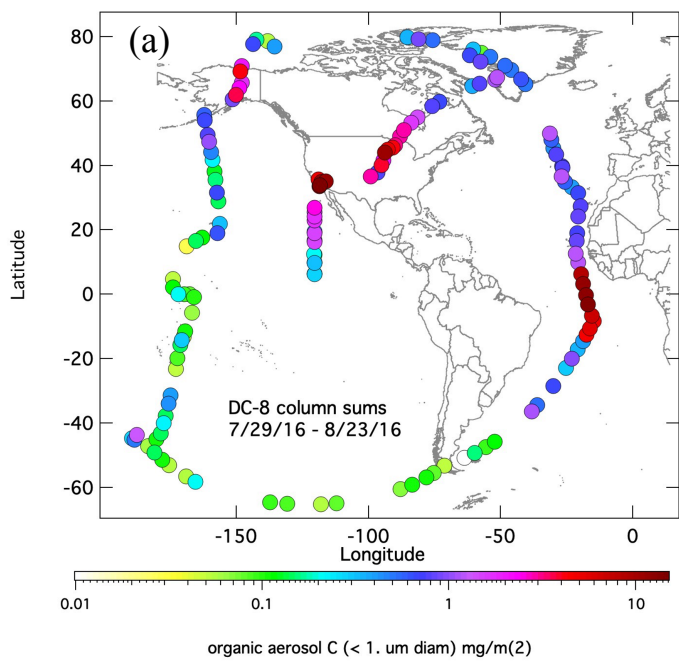 (a)
80
60
40
20
0
-20
-40
-60
Latitude
DC-8 column sums
7/29/16 - 8/23/16
-150 -100 -50 0
Longitude
0.01 0.1 1 10
organic aerosol C (< 1. um diam) mg/m(2)